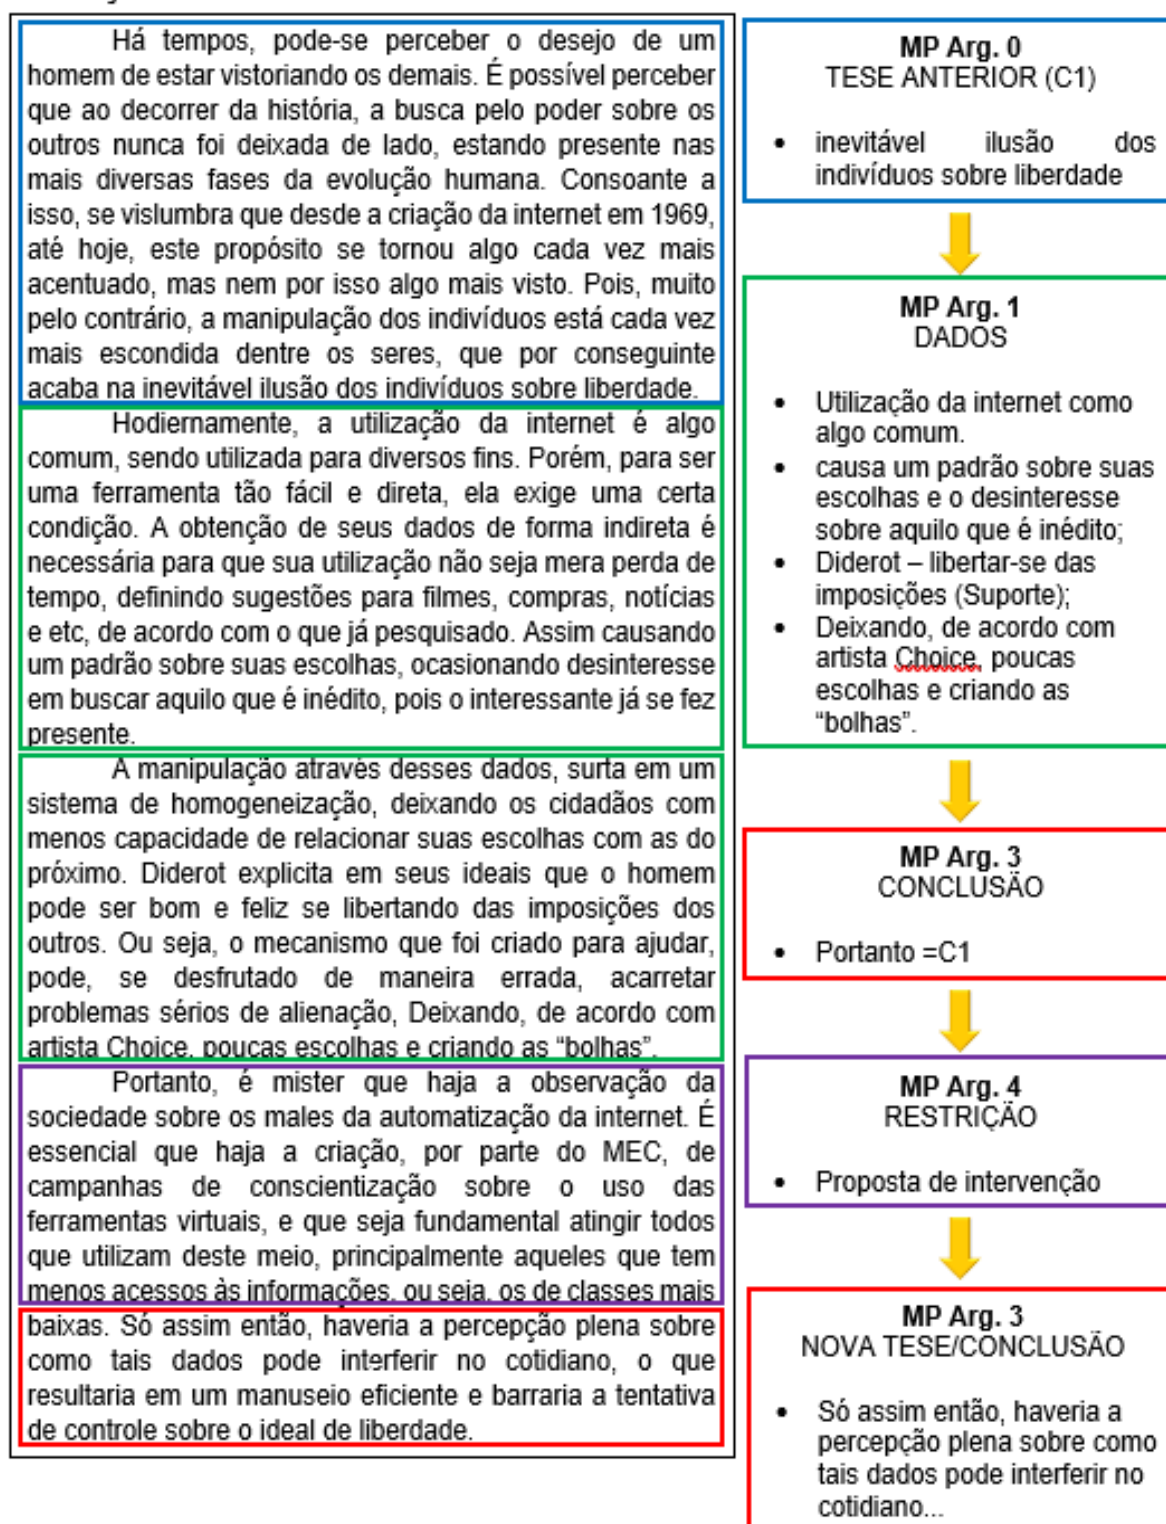 Há tempos, pode-se perceber o desejo de um
homem de estar vistoriando os demais. É possível perceber
que ao decorrer da história, a busca pelo poder sobre os
outros nunca foi deixada de lado, estando presente nas
mais diversas fases da evolução humana. Consoante a
isso, se vislumbra que desde a criação da internet em 1969,
até hoje, este propósito se tornou algo cada vez mais
acentuado, mas nem por isso algo mais visto. Pois, muito
pelo contrário, a manipulação dos indivíduos está cada vez
mais escondida dentre os seres, que por conseguinte
acaba na inevitável ilusão dos indivíduos sobre liberdade.
Hodiernamente, a utilização da internet é algo
comum, sendo utilizada para diversos fins. Porém, para ser
uma ferramenta tão fácil e direta, ela exige uma certa
condição. A obtenção de seus dados de forma indireta é
necessária para que sua utilização não seja mera perda de
tempo, definindo sugestões para filmes, compras, notícias
e etc, de acordo com o que já pesquisado. Assim causando
um padrão sobre suas escolhas, ocasionando desinteresse
em buscar aquilo que é inédito, pois o interessante já se fez
presente.
A manipulação através desses dados, surta em um
sistema de homogeneização, deixando os cidadãos com
menos capacidade de relacionar suas escolhas com as do
próximo. Diderot explicita em seus ideais que o homem
pode ser bom e feliz se libertando das imposições dos
outros. Ou seja, o mecanismo que foi criado para ajudar,
pode, se desfrutado de maneira errada, acarretar
problemas sérios de alienação, Deixando, de acordo com
artista Choice, poucas escolhas e criando as “bolhas”.
Portanto, é mister que haja a observação da
sociedade sobre os males da automatização da internet. É
essencial que haja a criação, por parte do MEC, de
campanhas de conscientização sobre o uso das
ferramentas virtuais, e que seja fundamental atingir todos
que utilizam deste meio, principalmente aqueles que tem
menos acessos às informações, ou seja, os de classes mais
baixas. Só assim então, haveria a percepção plena sobre
como tais dados pode interferir no cotidiano, o que
resultaria em um manuseio eficiente e barraria a tentativa
de controle sobre o ideal de liberdade.
MP Arg. 0
TESE ANTERIOR (C1)
• inevitável ilusão dos
indivíduos sobre liberdade
MP Arg. 1
DADOS
• Utilização da internet como
algo comum.
• causa um padrão sobre suas
escolhas e o desinteresse
sobre aquilo que é inédito;
• Diderot – libertar-se das
imposições (Suporte);
• Deixando, de acordo com
artista Choice, poucas
escolhas e criando as
“bolhas”.
MP Arg. 3
CONCLUSÃO
• Portanto =C1
MP Arg. 4
RESTRIÇÃO
• Proposta de intervenção
MP Arg. 3
NOVA TESE/CONCLUSÃO
• Só assim então, haveria a
percepção plena sobre como
tais dados pode interferir no
cotidiano...